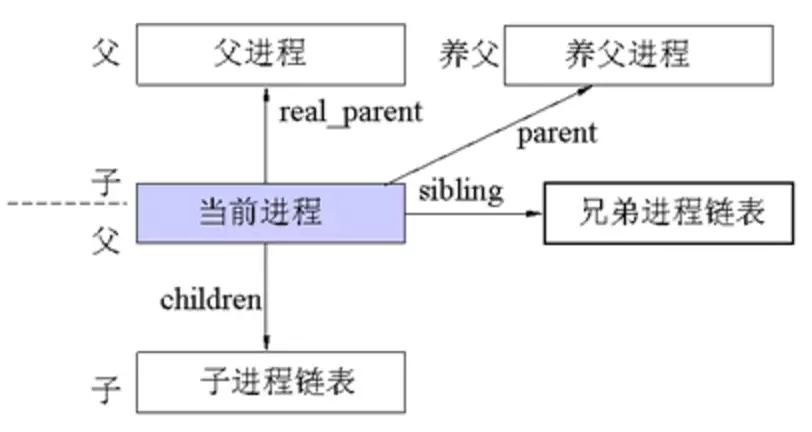 父 父进程 养父 养父进程
real_parent parent
子
当前进程 sibling 兄弟进程链表
父
children
子 子进程链表